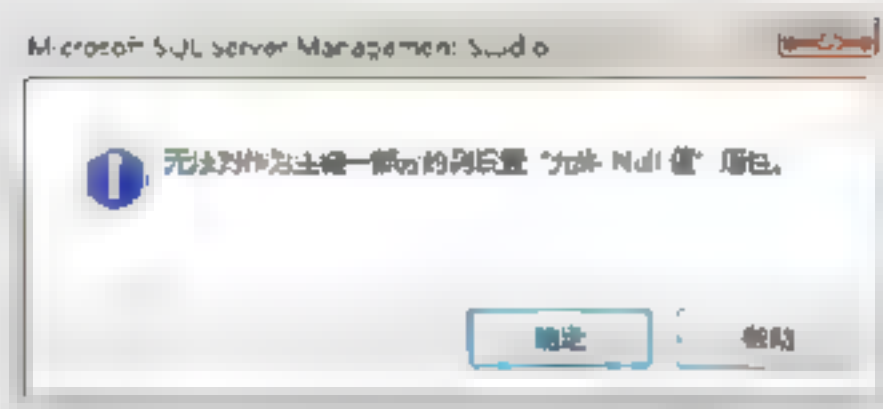 Microsoft SQL Server Management Studio
无法对作为主键一部分的列设置 "允许 Null 值" 属性。
确定
帮助